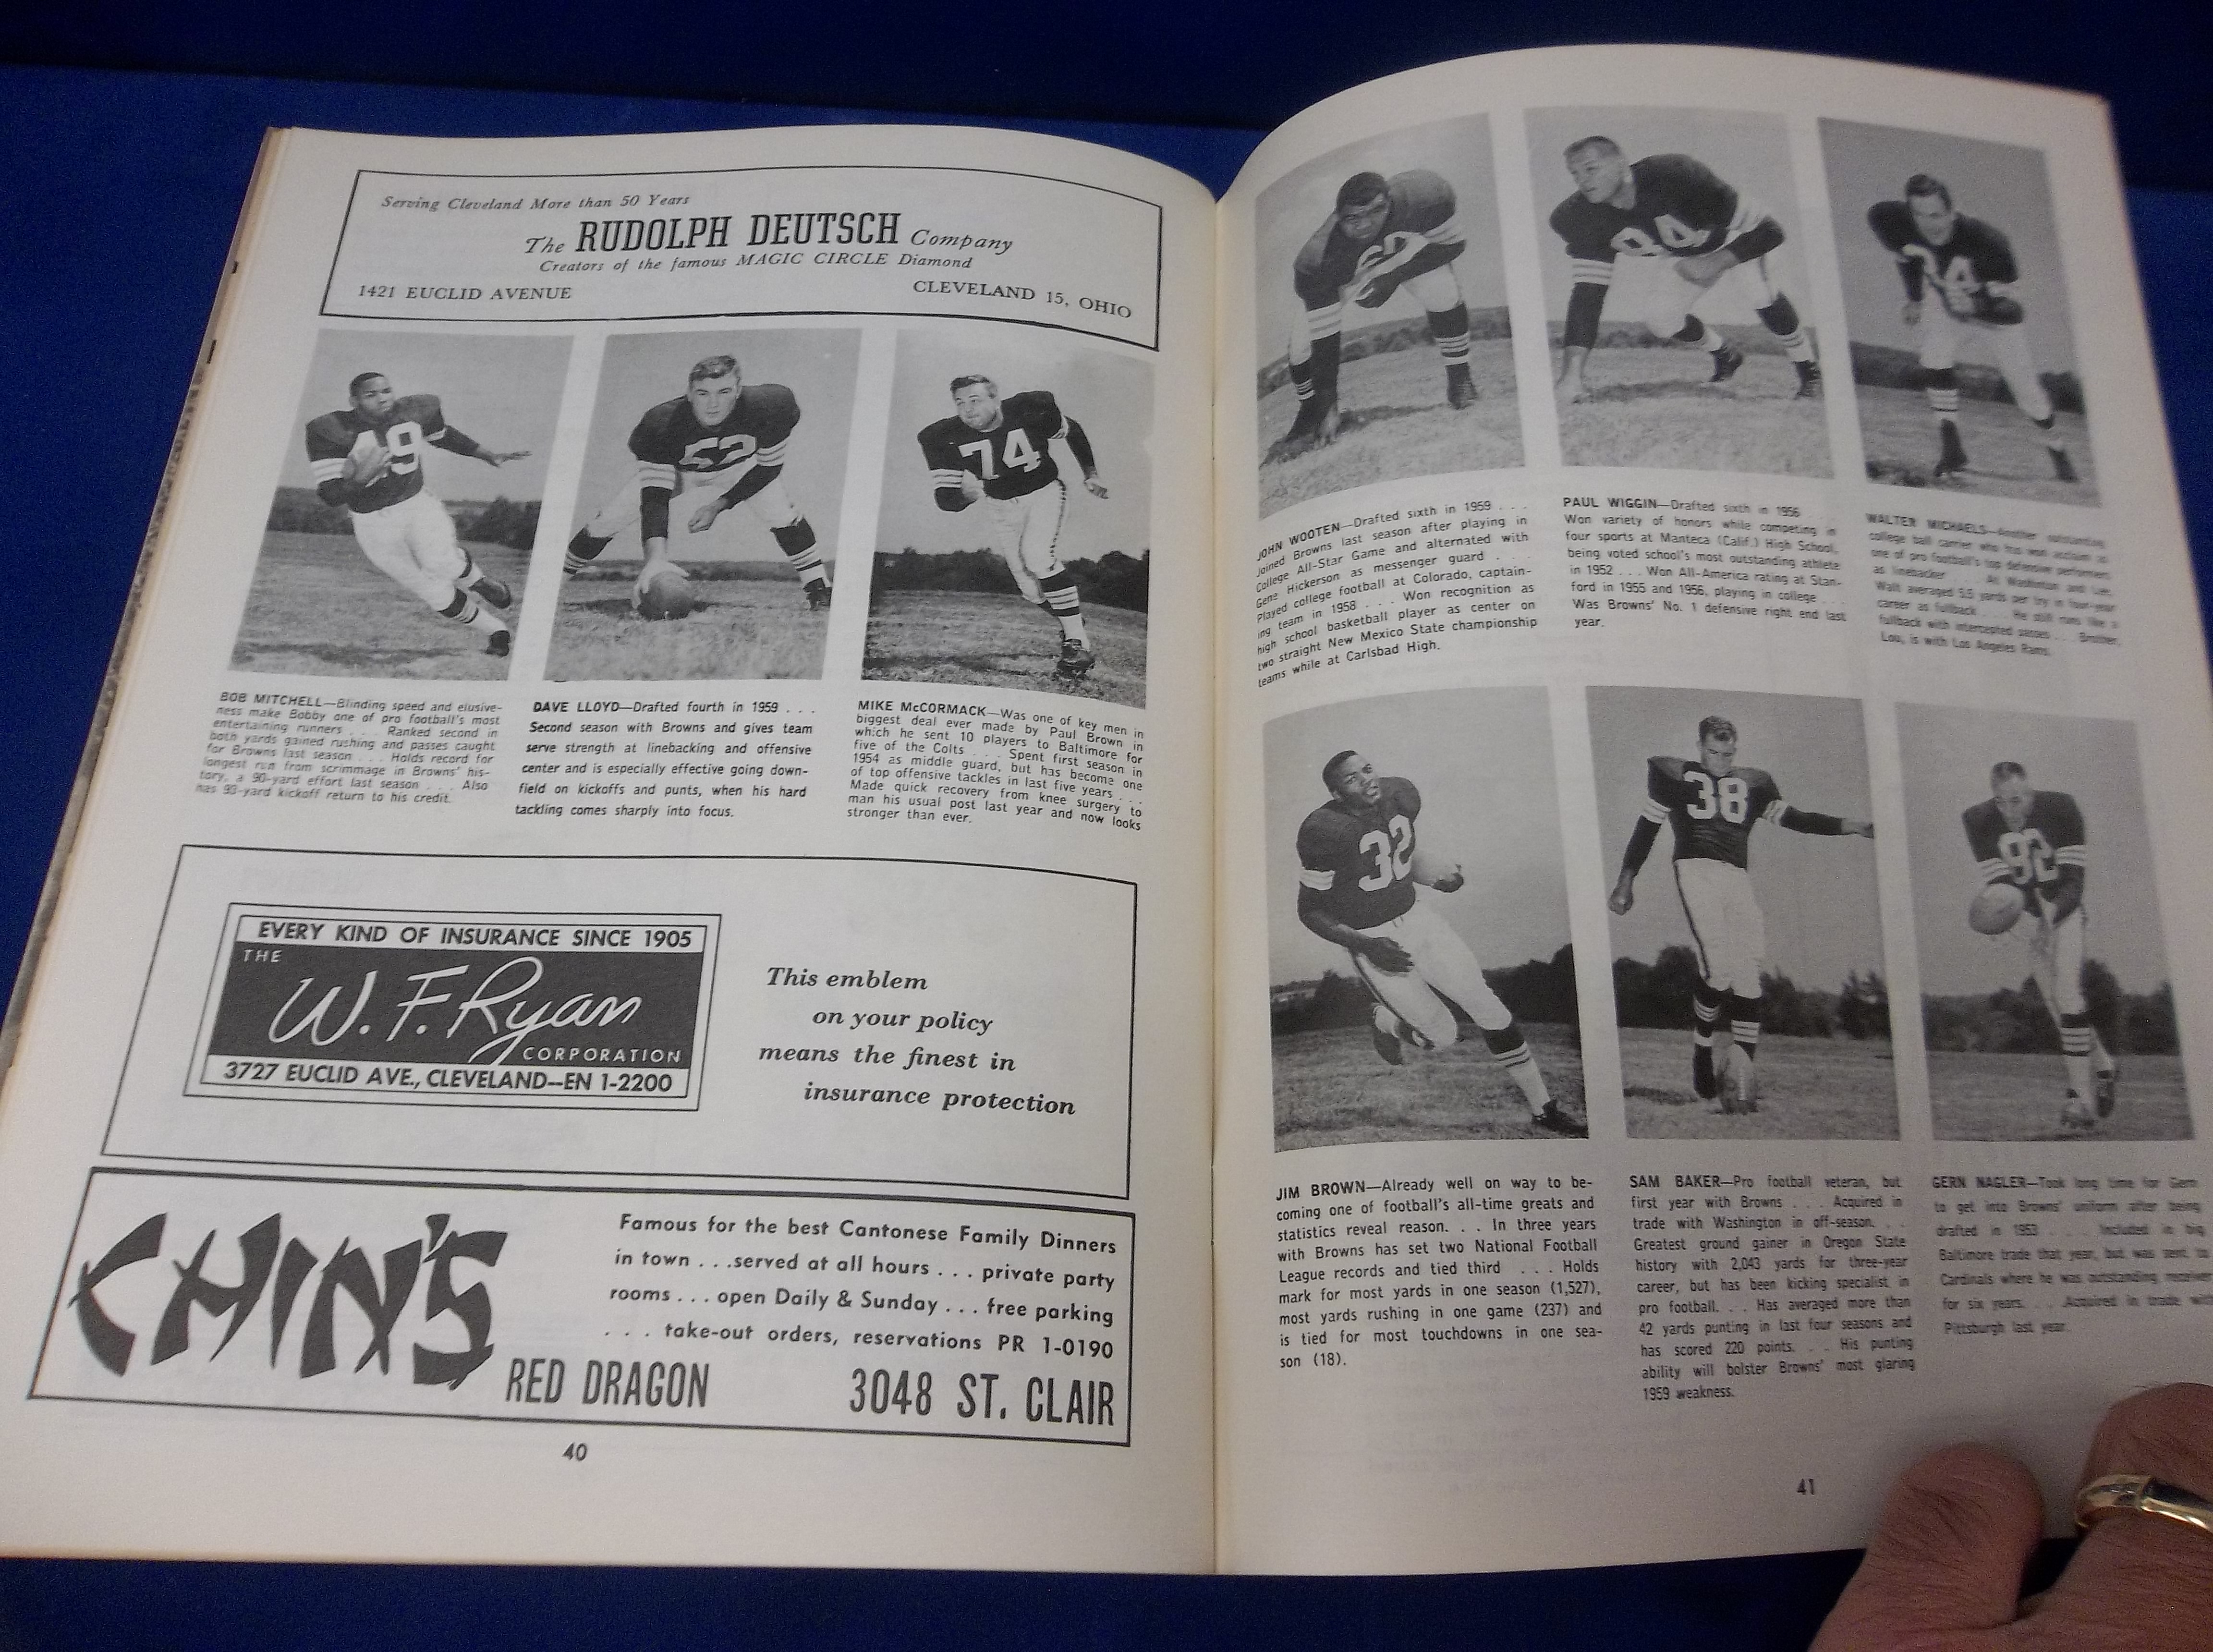 Serving Cleveland More than 50 Years
The RUDOLPH DEUTSCH Company
Creators of the famous MAGIC CIRCLE Diamond
1421 EUCLID AVENUE CLEVELAND 15, OHIO
49
52
74
BOB MITCHELL—Blinding speed and elusive-
ness make Bobby one of pro football's most
entertaining runners . . . Ranked second in
both yards gained rushing and passes caught
for Browns last season . . . Holds record for
longest run from scrimmage in Browns' his-
tory, a 90-yard effort last season . . . Also
has 93-yard kickoff return to his credit.
DAVE LLOYD—Drafted fourth in 1959 . . .
Second season with Browns and gives team
serve strength at linebacking and offensive
center and is especially effective going down-
field on kickoffs and punts, when his hard
tackling comes sharply into focus.
MIKE McCORMACK—Was one of key men in
biggest deal ever made by Paul Brown in
which he sent 10 players to Baltimore for
five of the Colts . . . Spent first season in
1954 as middle guard, but has become one
of top offensive tackles in last five years . . .
Made quick recovery from knee surgery to
man his usual post last year and now looks
stronger than ever.
EVERY KIND OF INSURANCE SINCE 1905
THE
W. F. Ryan
CORPORATION
3727 EUCLID AVE., CLEVELAND—EN 1-2200
This emblem
on your policy
means the finest in
insurance protection
CHIN'S
Famous for the best Cantonese Family Dinners
in town . . . served at all hours . . . private party
rooms . . . open Daily & Sunday . . . free parking
. . . take-out orders, reservations PR 1-0190
RED DRAGON 3048 ST. CLAIR
40
84
34
JOHN WOOTEN—Drafted sixth in 1959 . . .
Joined Browns last season after playing in
College All-Star Game and alternated with
Gene Hickerson as messenger guard . . .
Played college football at Colorado, captain-
ing team in 1958 . . . Won recognition as
high school basketball player as center on
two straight New Mexico State championship
teams while at Carlsbad High.
PAUL WIGGIN—Drafted sixth in 1956 . . .
Won variety of honors while competing in
four sports at Manteca (Calif.) High School,
being voted school's most outstanding athlete
in 1952 . . . Won All-America rating at Stan-
ford in 1955 and 1956, playing in college . . .
Was Browns' No. 1 defensive right end last
year.
WALTER MICHAELS—Another outstanding
college ball carrier who has won acclaim as
one of pro football's top defensive performers
as linebacker . . . At Washington and Lee,
Walt averaged 5.5 yards per try in four-year
career as fullback . . . He still runs like a
fullback with intercepted passes . . . Brother,
Lou, is with Los Angeles Rams.
32
38
92
JIM BROWN—Already well on way to be-
coming one of football's all-time greats and
statistics reveal reason. . . In three years
with Browns has set two National Football
League records and tied third . . . Holds
mark for most yards in one season (1,527),
most yards rushing in one game (237) and
is tied for most touchdowns in one sea-
son (18).
SAM BAKER—Pro football veteran, but
first year with Browns . . . Acquired in
trade with Washington in off-season. . .
Greatest ground gainer in Oregon State
history with 2,043 yards for three-year
career, but has been kicking specialist in
pro football. . . Has averaged more than
42 yards punting in last four seasons and
has scored 220 points. . . His punting
ability will bolster Browns' most glaring
1959 weakness.
GERN NAGLER—Took long time for Gern
to get into Browns' uniform after being
drafted in 1953 . . . Included in big
Baltimore trade that year, but was sent to
Cardinals where he was outstanding receiver
for six years. . . Acquired in trade with
Pittsburgh last year.
41